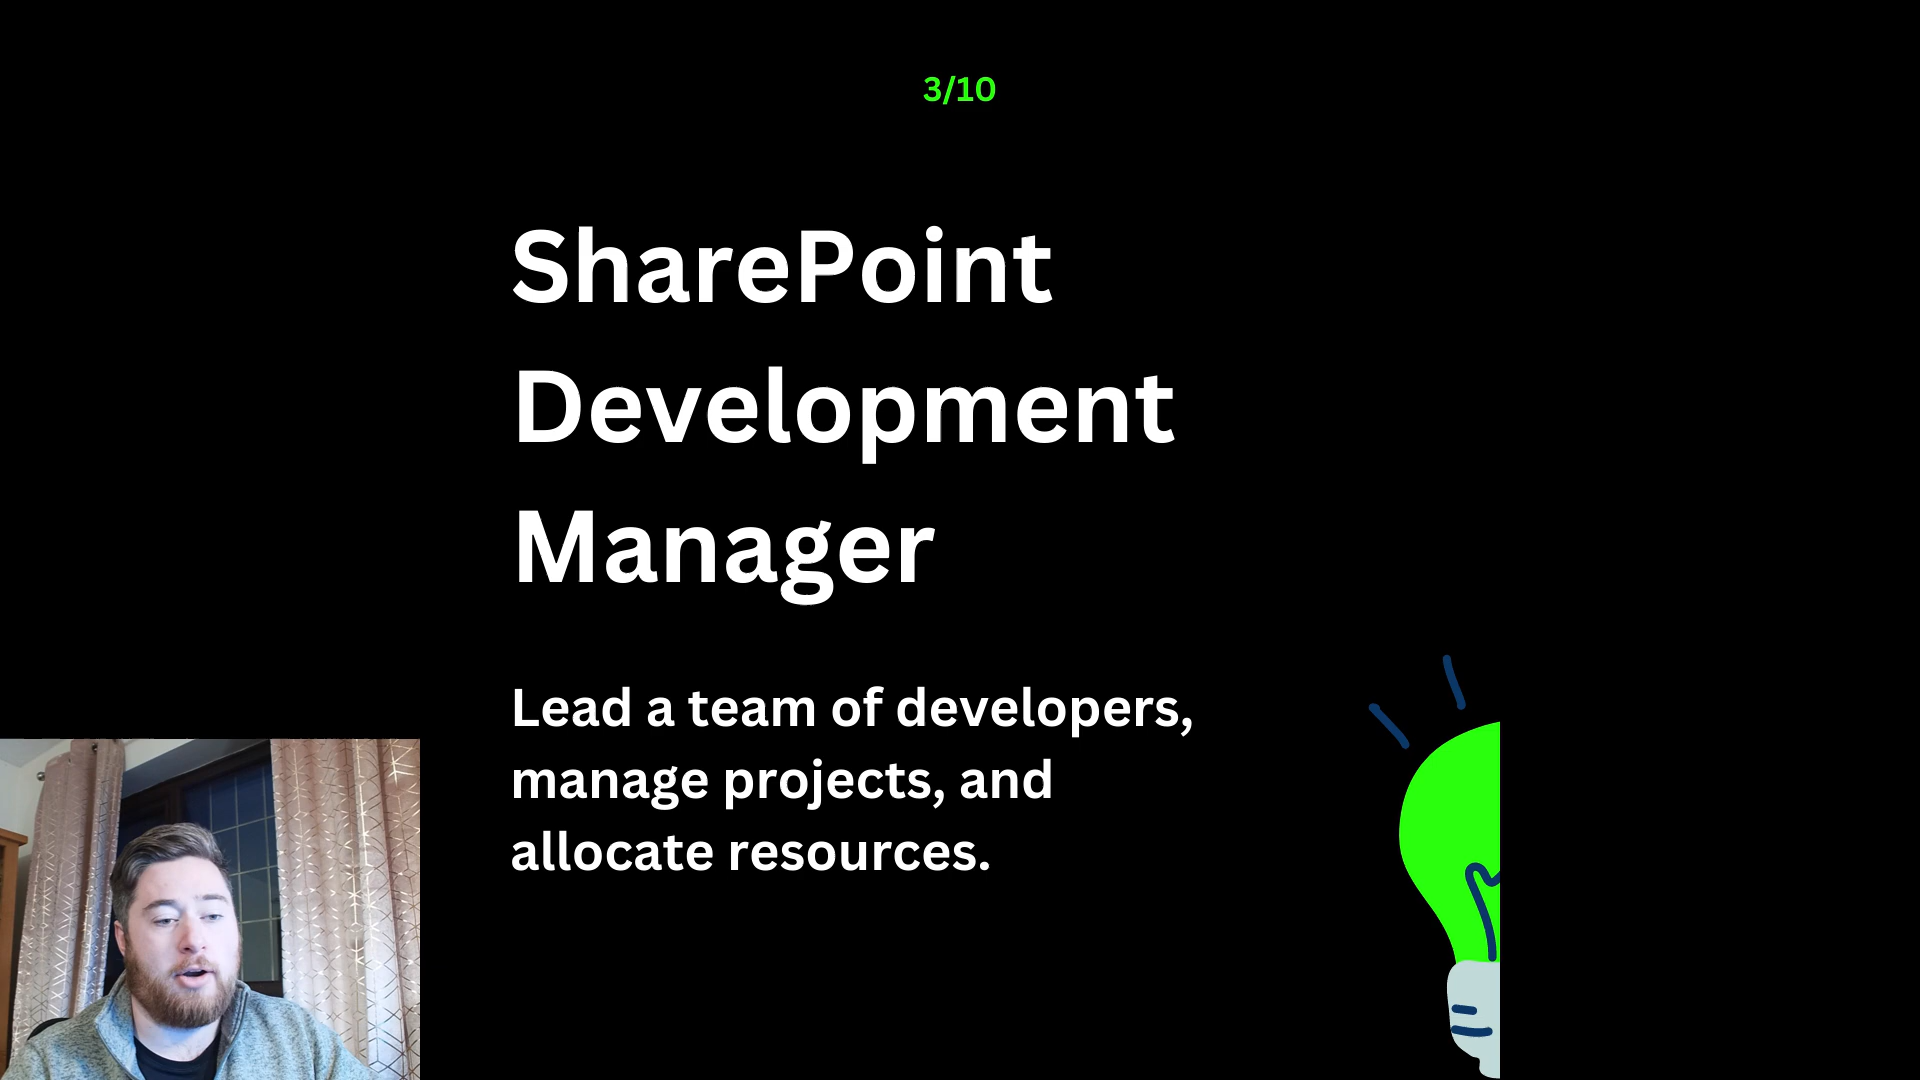 3/10
SharePoint
Development
Manager
Lead a team of developers,
manage projects, and
allocate resources.